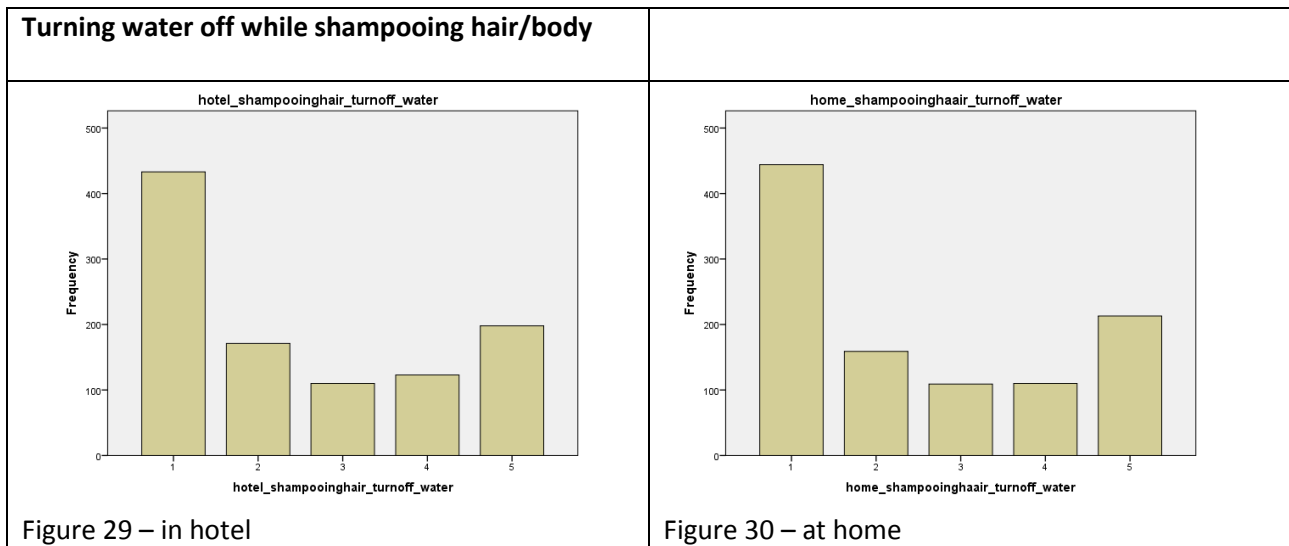 Turning water off while shampooing hair/body
hotel_shampooinghair_turnoff_water
500
400
300
200
100
0
Frequency
1 2 3 4 5
hotel_shampooinghair_turnoff_water
Figure 29 – in hotel
home_shampooinghaair_turnoff_water
500
400
300
200
100
0
Frequency
1 2 3 4 5
home_shampooinghaair_turnoff_water
Figure 30 – at home